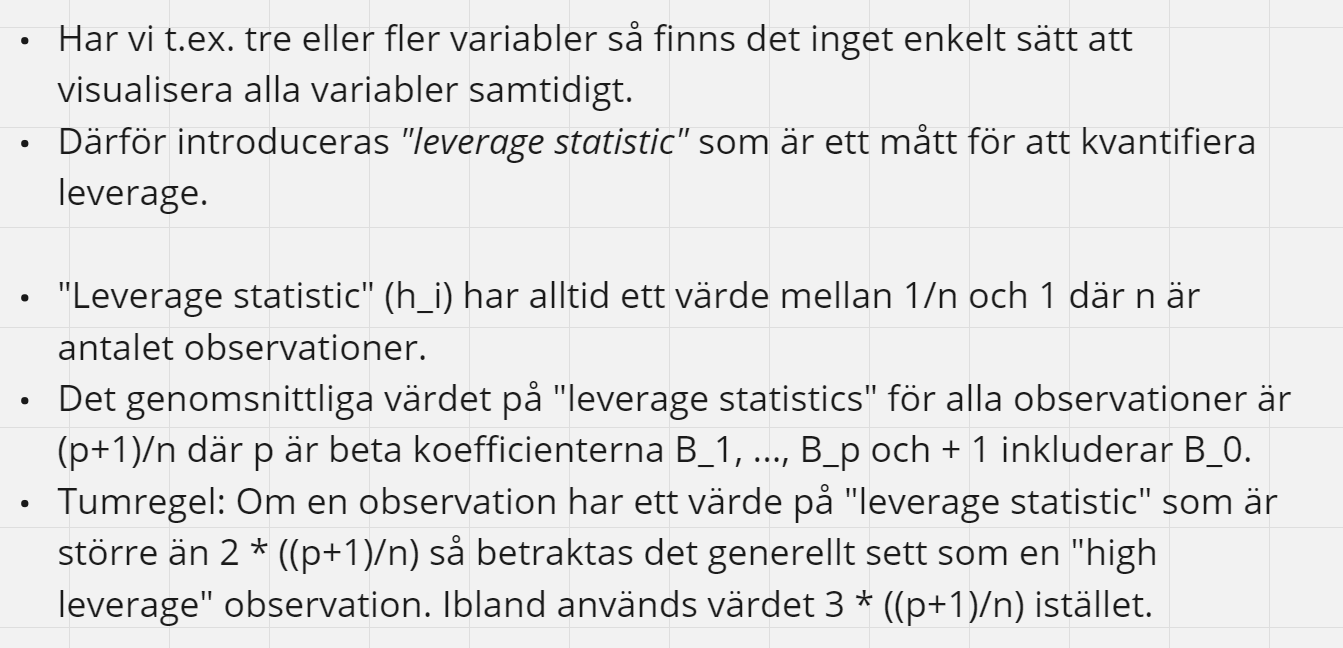 • Har vi t.ex. tre eller fler variabler så finns det inget enkelt sätt att
visualisera alla variabler samtidigt.
• Därför introduceras "leverage statistic" som är ett mått för att kvantifiera
leverage.
• "Leverage statistic" (h_i) har alltid ett värde mellan 1/n och 1 där n är
antalet observationer.
• Det genomsnittliga värdet på "leverage statistics" för alla observationer är
(p+1)/n där p är beta koefficienterna B_1, ..., B_p och + 1 inkluderar B_0.
• Tumregel: Om en observation har ett värde på "leverage statistic" som är
större än 2 * ((p+1)/n) så betraktas det generellt sett som en "high
leverage" observation. Ibland används värdet 3 * ((p+1)/n) istället.